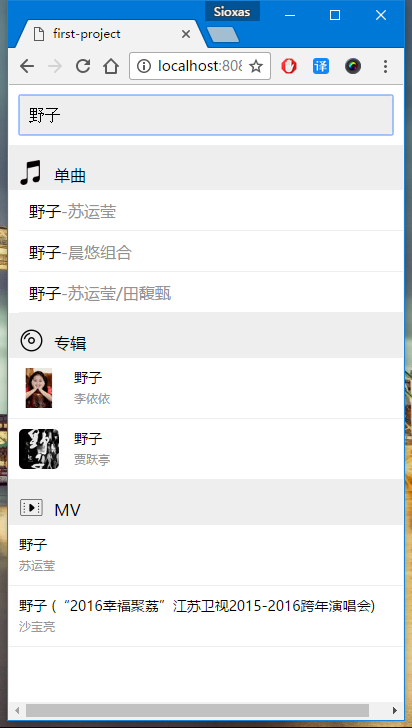 Sioxas
first-project
localhost:808
译
野子
单曲
野子-苏运莹
野子-晨悠组合
野子-苏运莹/田馥甄
专辑
野子
李依依
野子
贾跃亭
MV
野子
苏运莹
野子 (“2016幸福聚荔”江苏卫视2015-2016跨年演唱会)
沙宝亮